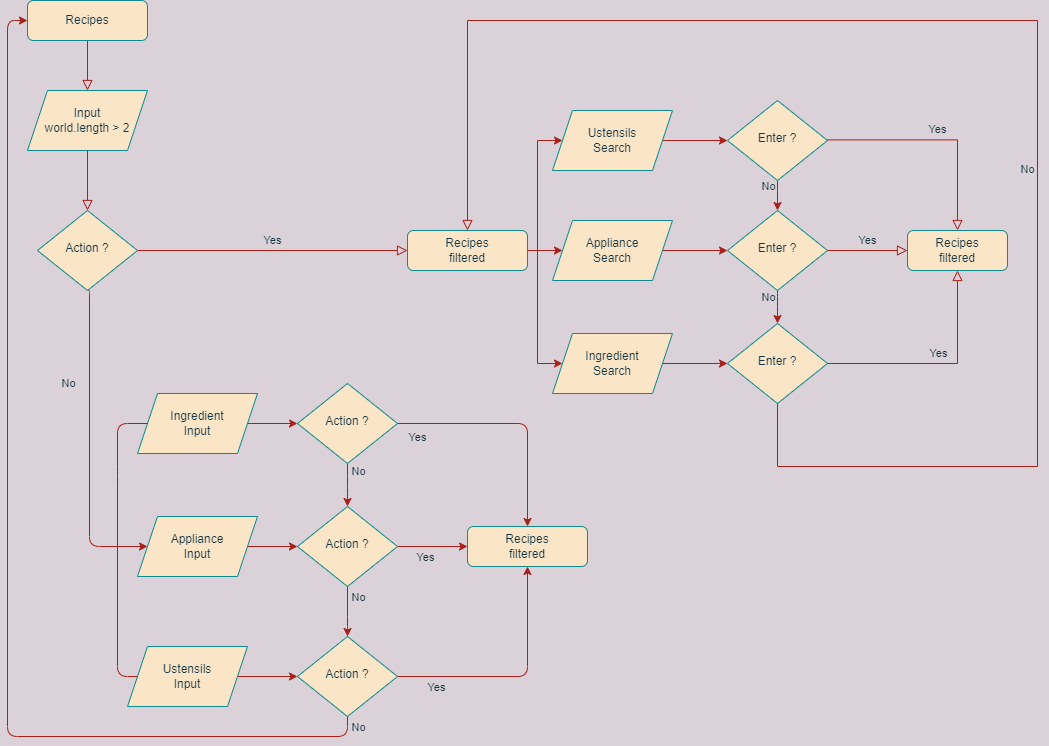 Recipes
Input
world.length > 2
Action ?
Yes
No
Recipes
filtered
Ustensils
Search
Enter ?
Yes
No
No
Appliance
Search
Enter ?
Yes
Recipes
filtered
No
Ingredient
Search
Enter ?
Yes
Ingredient
Input
Action ?
Yes
No
Appliance
Input
Action ?
Yes
Recipes
filtered
No
Ustensils
Input
Action ?
Yes
No